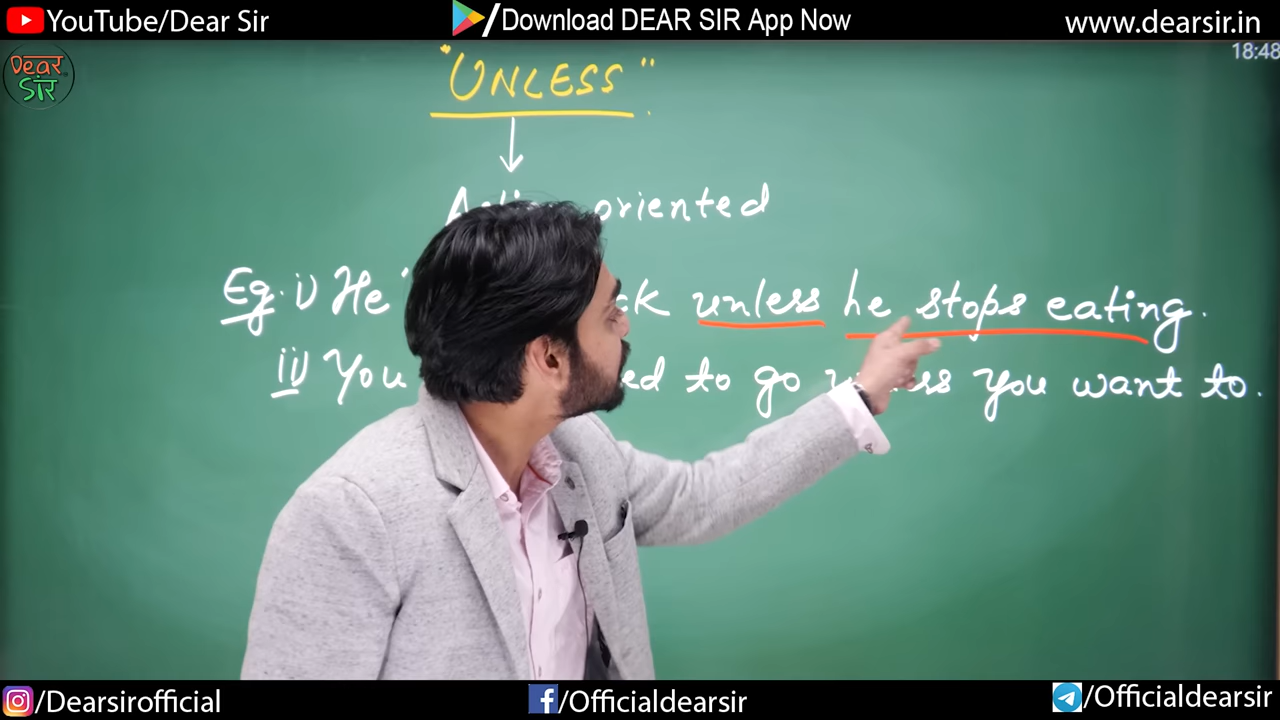 YouTube/Dear Sir
/Download DEAR SIR App Now
www.dearsir.in
18:48
Dear Sir
"UNLESS"
oriented
Eg. i) He unless he stops eating.
ii) You to go you want to.
/Dearsirofficial
/Officialdearsir
/Officialdearsir